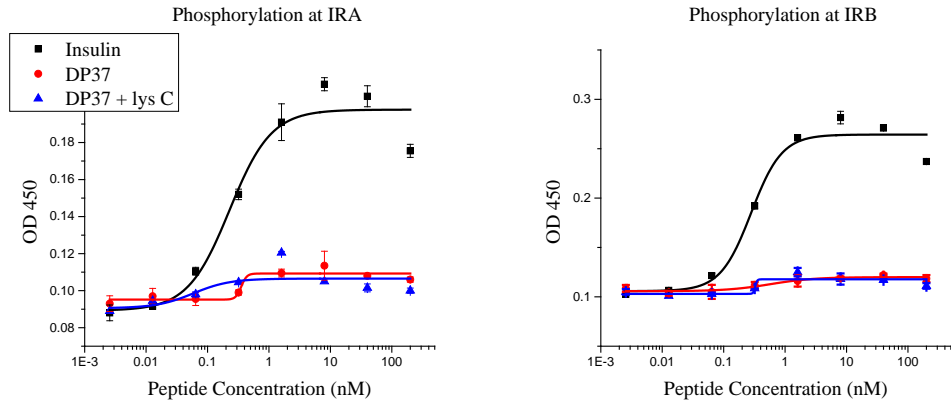 Phosphorylation at IRA
Insulin
DP37
DP37 + lys C
0.18
0.16
0.14
0.12
0.10
0.08
OD 450
1E-3
0.01
0.1
1
10
100
Peptide Concentration (nM)
Phosphorylation at IRB
0.3
0.2
0.1
OD 450
1E-3
0.01
0.1
1
10
100
Peptide Concentration (nM)